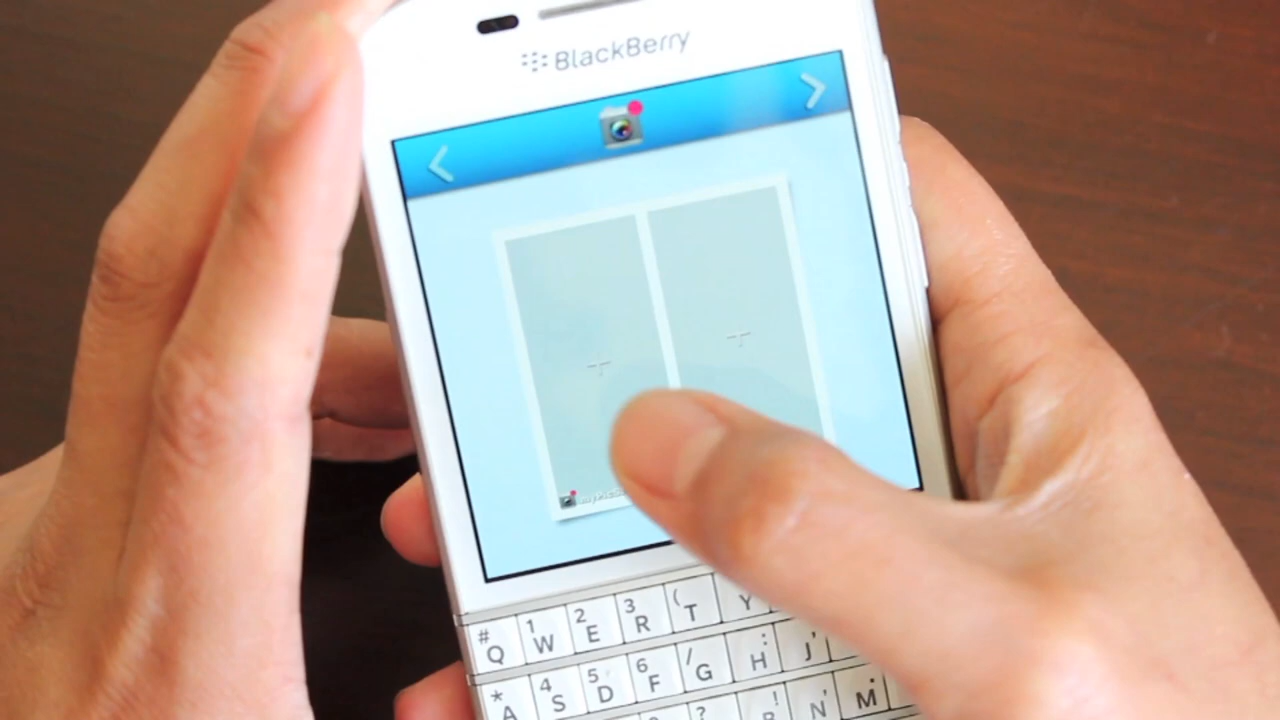 BlackBerry
# 1 2 3 (
Q W E R T Y
* 4 5 6 / : '
A S D F G H J
? ! , .
B N M